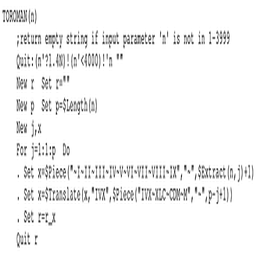 TOROMAN(n)
;return empty string if input parameter 'n' is not in 1-3999
Quit:(n'?1.4N)!(n'<4000)!'n ""
New r Set r=""
New p Set p=$Length(n)
New j,x
For j=1:1:p Do
. Set x=$Piece("~I~II~III~IV~V~VI~VII~VIII~IX","~",$Extract(n,j)+1)
. Set x=$Translate(x,"IVX",$Piece("IVX~XLC~CDM~M","~",p-j+1))
. Set r=r_x
Quit r